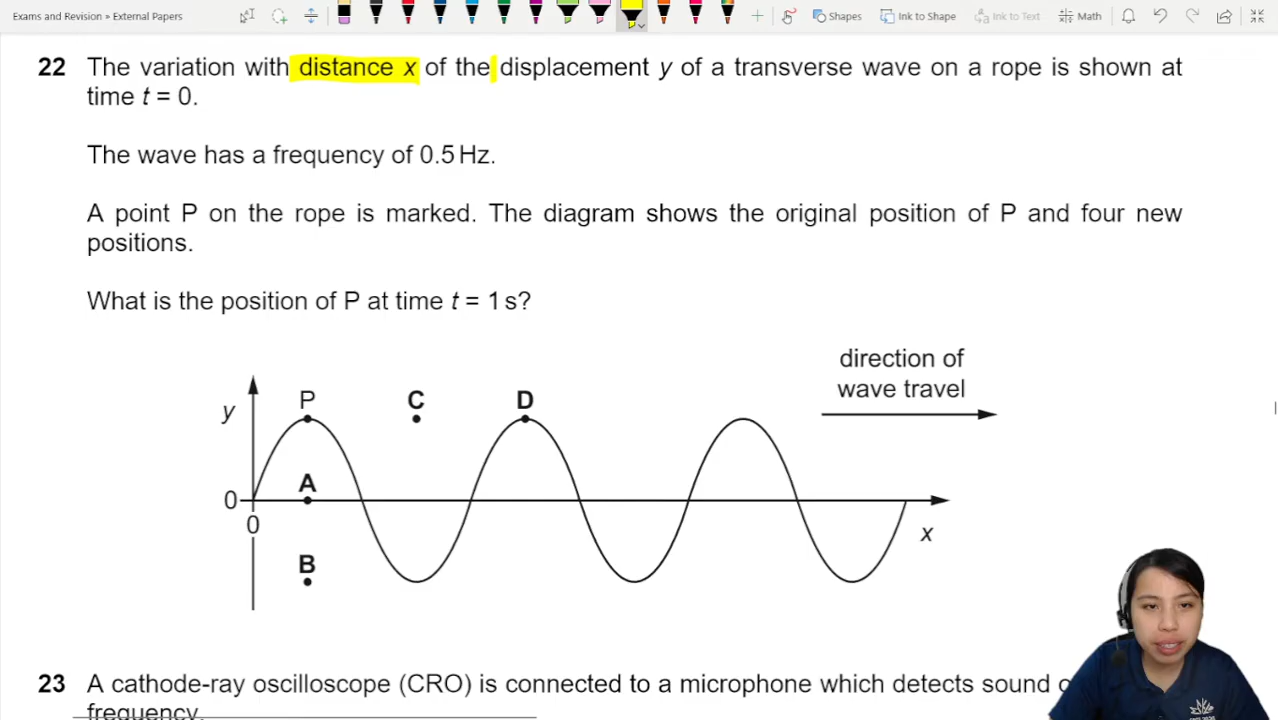 Exams and Revision » External Papers
Shapes
Ink to Shape
Ink to Text
Math
22 The variation with distance x of the displacement y of a transverse wave on a rope is shown at
time t = 0.
The wave has a frequency of 0.5 Hz.
A point P on the rope is marked. The diagram shows the original position of P and four new
positions.
What is the position of P at time t = 1 s?
direction of
wave travel
P
C
D
y
A
0
0
x
B
23 A cathode-ray oscilloscope (CRO) is connected to a microphone which detects sound
frequency.